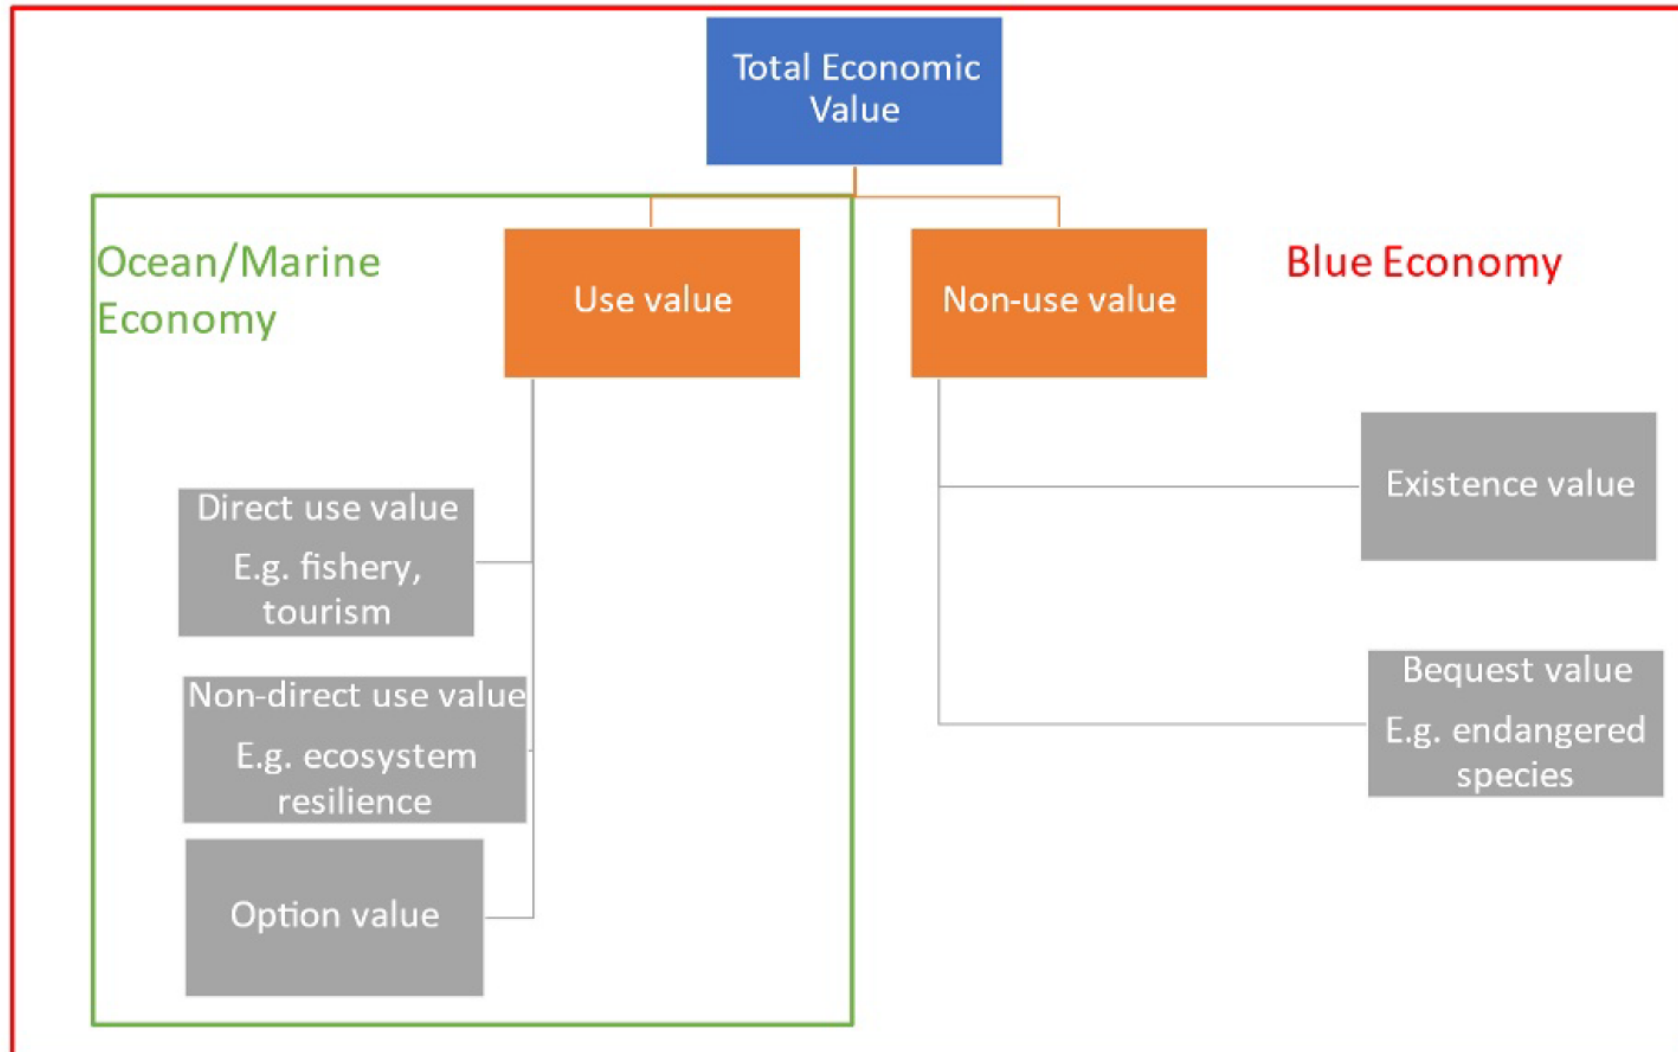 Total Economic
Value
Ocean/Marine
Economy
Use value
Non-use value
Blue Economy
Direct use value
E.g. fishery,
tourism
Non-direct use value
E.g. ecosystem
resilience
Option value
Existence value
Bequest value
E.g. endangered
species